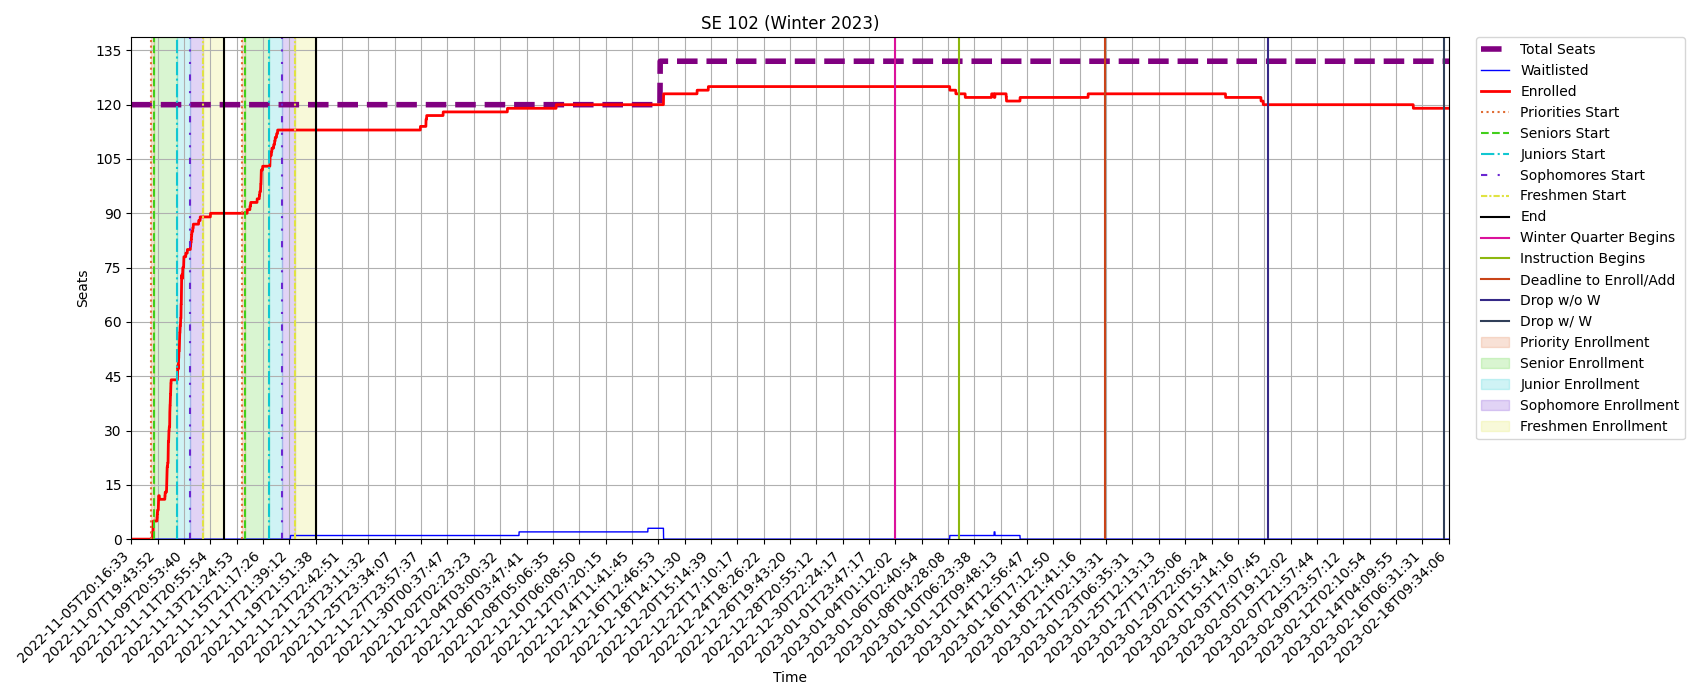 SE 102 (Winter 2023)
135
120
105
90
75
60
45
30
15
0
Seats
2022-11-05T20:16:33
2022-11-07T19:43:52
2022-11-09T20:53:40
2022-11-11T20:55:54
2022-11-13T21:24:53
2022-11-15T21:17:26
2022-11-17T21:39:12
2022-11-19T21:51:38
2022-11-21T22:42:51
2022-11-23T23:11:32
2022-11-25T23:34:07
2022-11-27T23:57:37
2022-11-30T00:37:47
2022-12-02T02:23:23
2022-12-04T03:00:32
2022-12-06T03:47:41
2022-12-08T05:06:35
2022-12-10T06:08:50
2022-12-12T07:20:15
2022-12-14T11:41:45
2022-12-16T12:46:53
2022-12-18T14:11:30
2022-12-20T15:14:39
2022-12-22T17:10:17
2022-12-24T18:26:22
2022-12-26T19:43:20
2022-12-28T20:55:12
2022-12-30T22:24:17
2023-01-01T23:47:17
2023-01-04T01:12:02
2023-01-06T02:40:54
2023-01-08T04:28:08
2023-01-10T06:23:38
2023-01-12T09:48:13
2023-01-14T12:56:47
2023-01-16T17:12:50
2023-01-18T21:41:16
2023-01-21T02:13:31
2023-01-23T06:35:31
2023-01-25T12:13:13
2023-01-27T17:25:06
2023-01-29T22:05:24
2023-02-01T15:14:16
2023-02-03T17:07:45
2023-02-05T19:12:02
2023-02-07T21:57:44
2023-02-09T23:57:12
2023-02-12T02:10:54
2023-02-14T04:09:55
2023-02-16T06:31:31
2023-02-18T09:34:06
Time
Total Seats
Waitlisted
Enrolled
Priorities Start
Seniors Start
Juniors Start
Sophomores Start
Freshmen Start
End
Winter Quarter Begins
Instruction Begins
Deadline to Enroll/Add
Drop w/o W
Drop w/ W
Priority Enrollment
Senior Enrollment
Junior Enrollment
Sophomore Enrollment
Freshmen Enrollment